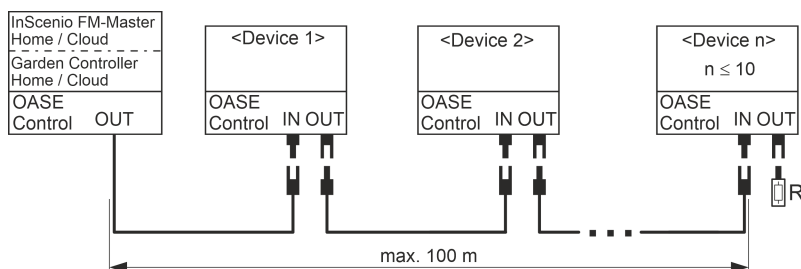 InScenio FM-Master
Home / Cloud
Garden Controller
Home / Cloud
OASE
Control OUT
<Device 1>
OASE
Control IN OUT
<Device 2>
OASE
Control IN OUT
<Device n>
n ≤ 10
OASE
Control IN OUT
R
max. 100 m